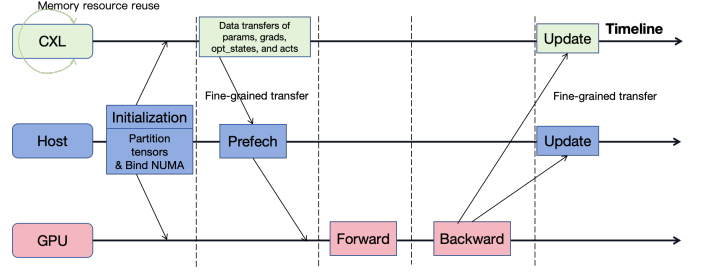 Memory resource reuse
CXL
Data transfers of
params, grads,
opt_states, and acts
Update
Timeline
Fine-grained transfer
Fine-grained transfer
Host
Initialization
Partition
tensors
& Bind NUMA
Prefech
Update
GPU
Forward
Backward